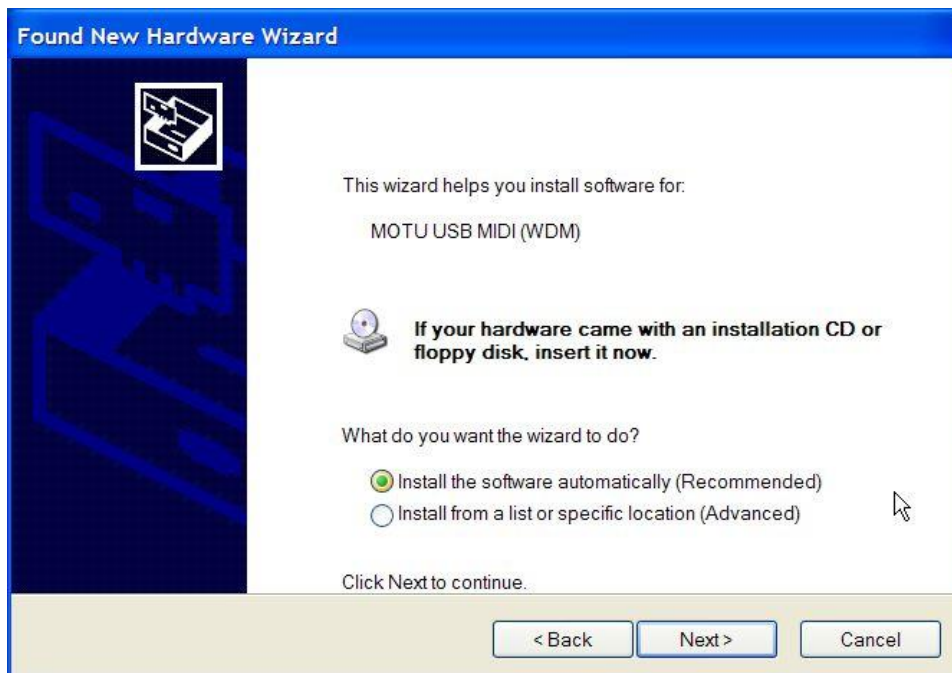 Found New Hardware Wizard
This wizard helps you install software for:
MOTU USB MIDI (WDM)
If your hardware came with an installation CD or
floppy disk, insert it now.
What do you want the wizard to do?
Install the software automatically (Recommended)
Install from a list or specific location (Advanced)
Click Next to continue.
< Back Next > Cancel